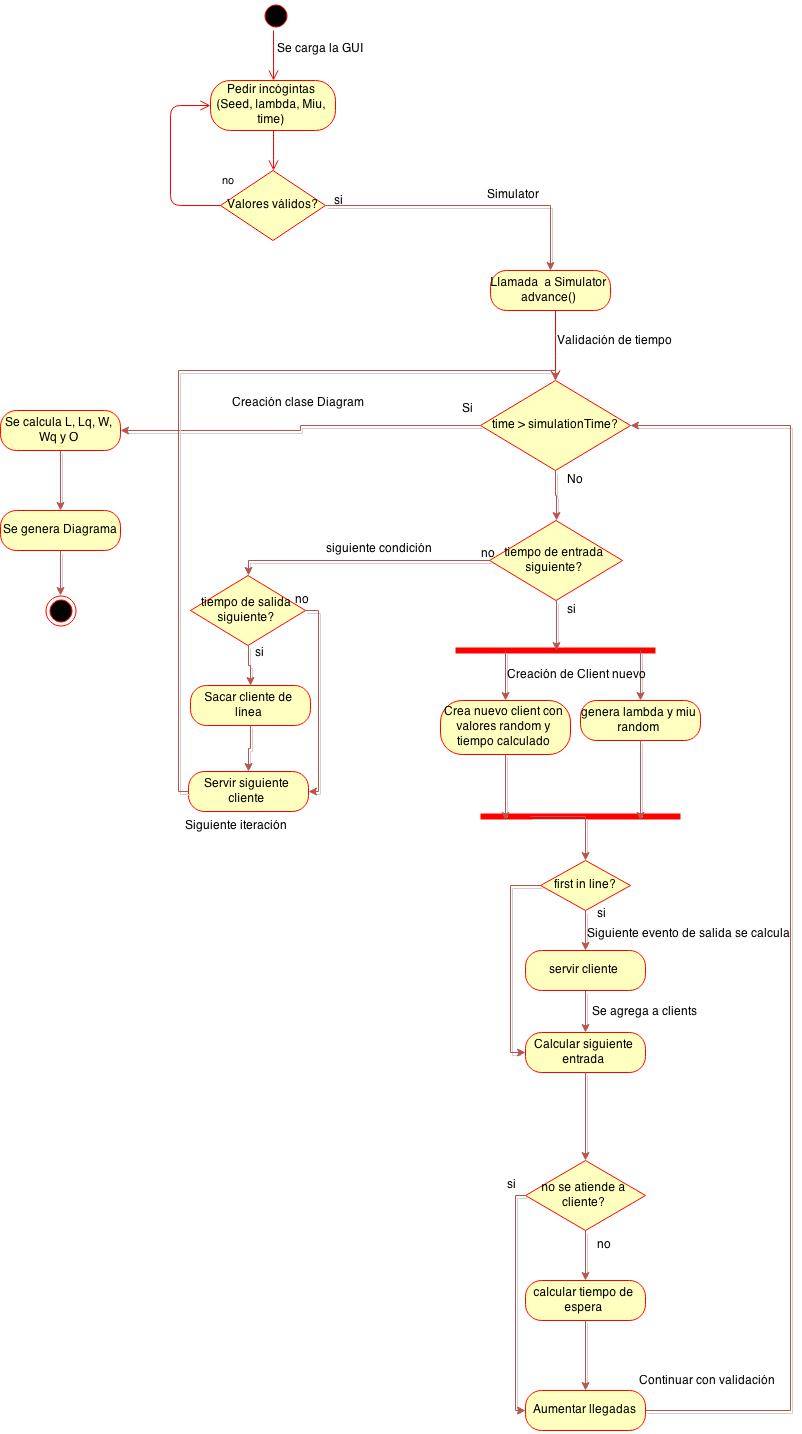 Se carga la GUI
Pedir incógintas
(Seed, lambda, Miu,
time)
no
Valores válidos?
si
Simulator
Llamada a Simulator
advance()
Validación de tiempo
Creación clase Diagram
Si
time > simulationTime?
Se calcula L, Lq, W,
Wq y O
No
Se genera Diagrama
siguiente condición
no
tiempo de entrada
siguiente?
si
tiempo de salida
siguiente?
no
si
Creación de Client nuevo
Sacar cliente de
linea
Crea nuevo client con
valores random y
tiempo calculado
genera lambda y miu
random
Servir siguiente
cliente
Siguiente iteración
first in line?
si
Siguiente evento de salida se calcula
servir cliente
Se agrega a clients
Calcular siguiente
entrada
si
no se atiende a
cliente?
no
calcular tiempo de
espera
Continuar con validación
Aumentar llegadas